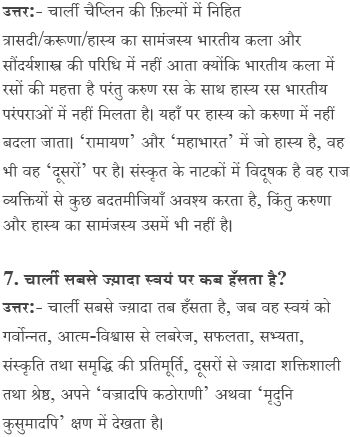 उत्तर:- चार्ली चैप्लिन की फ़िल्मों में निहित
त्रासदी/करूणा/हास्य का सामंजस्य भारतीय कला और
सौंदर्यशास्त्र की परिधि में नहीं आता क्योंकि भारतीय कला में
रसों की महत्ता है परंतु करुण रस के साथ हास्य रस भारतीय
परंपराओं में नहीं मिलता है। यहाँ पर हास्य को करुणा में नहीं
बदला जाता। ‘रामायण’ और ‘महाभारत’ में जो हास्य है, वह
भी वह ‘दूसरों’ पर है। संस्कृत के नाटकों में विदूषक है वह राज
व्यक्तियों से कुछ बदतमीजियाँ अवश्य करता है, किंतु करुणा
और हास्य का सामंजस्य उसमें भी नहीं है।
7. चार्ली सबसे ज़्यादा स्वयं पर कब हँसता है?
उत्तर:- चार्ली सबसे ज़्यादा तब हँसता है, जब वह स्वयं को
गर्वोन्नत, आत्म-विश्वास से लबरेज, सफलता, सभ्यता,
संस्कृति तथा समृद्धि की प्रतिमूर्ति, दूसरों से ज़्यादा शक्तिशाली
तथा श्रेष्ठ, अपने ‘वज्रादपि कठोराणी’ अथवा ‘मृदुनि
कुसुमादपि’ क्षण में देखता है।